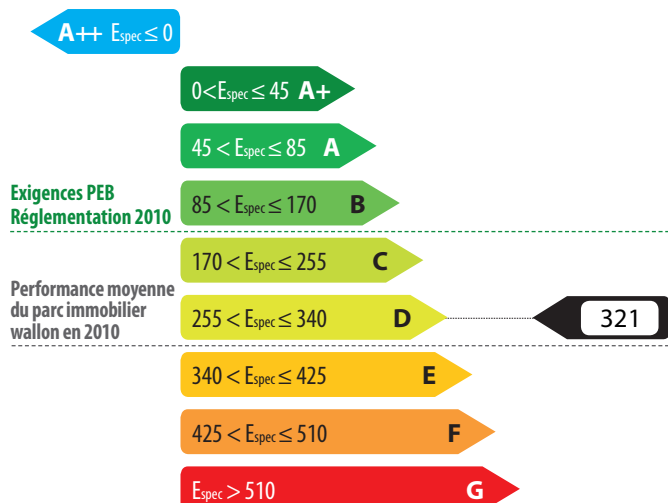 A++ Espec ≤ 0
0<Espec ≤ 45 A+
45 < Espec ≤ 85 A
Exigences PEB
Réglementation 2010
85 < Espec ≤ 170 B
170 < Espec ≤ 255 C
Performance moyenne
du parc immobilier
wallon en 2010
255 < Espec ≤ 340 D
321
340 < Espec ≤ 425 E
425 < Espec ≤ 510 F
Espec > 510 G